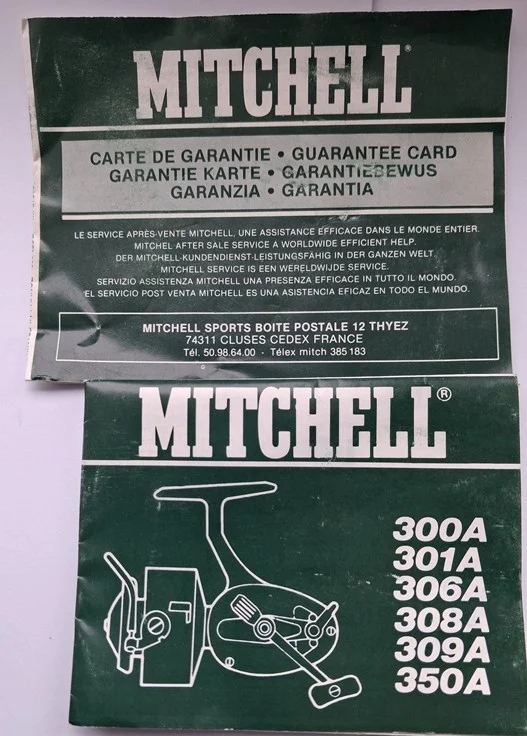 MITCHELL®
CARTE DE GARANTIE • GUARANTEE CARD
GARANTIE KARTE • GARANTIEBEWUS
GARANZIA • GARANTIA
LE SERVICE APRÈS-VENTE MITCHELL, UNE ASSISTANCE EFFICACE DANS LE MONDE ENTIER.
MITCHEL AFTER SALE SERVICE A WORLDWIDE EFFICIENT HELP.
DER MITCHELL-KUNDENDIENST-LEISTUNGSFÄHIG IN DER GANZEN WELT.
MITCHELL SERVICE IS EEN WERELDWIJDE SERVICE.
SERVIZIO ASSISTENZA MITCHELL UNA PRESENZA EFFICACE IN TUTTO IL MONDO.
EL SERVICIO POST VENTA MITCHELL ES UNA ASISTENCIA EFICAZ EN TODO EL MUNDO.
MITCHELL SPORTS BOITE POSTALE 12 THYEZ
74311 CLUSES CEDEX FRANCE
Tél. 50.98.64.00 - Télex mitch 385 183
MITCHELL®
300A
301A
306A
308A
309A
350A